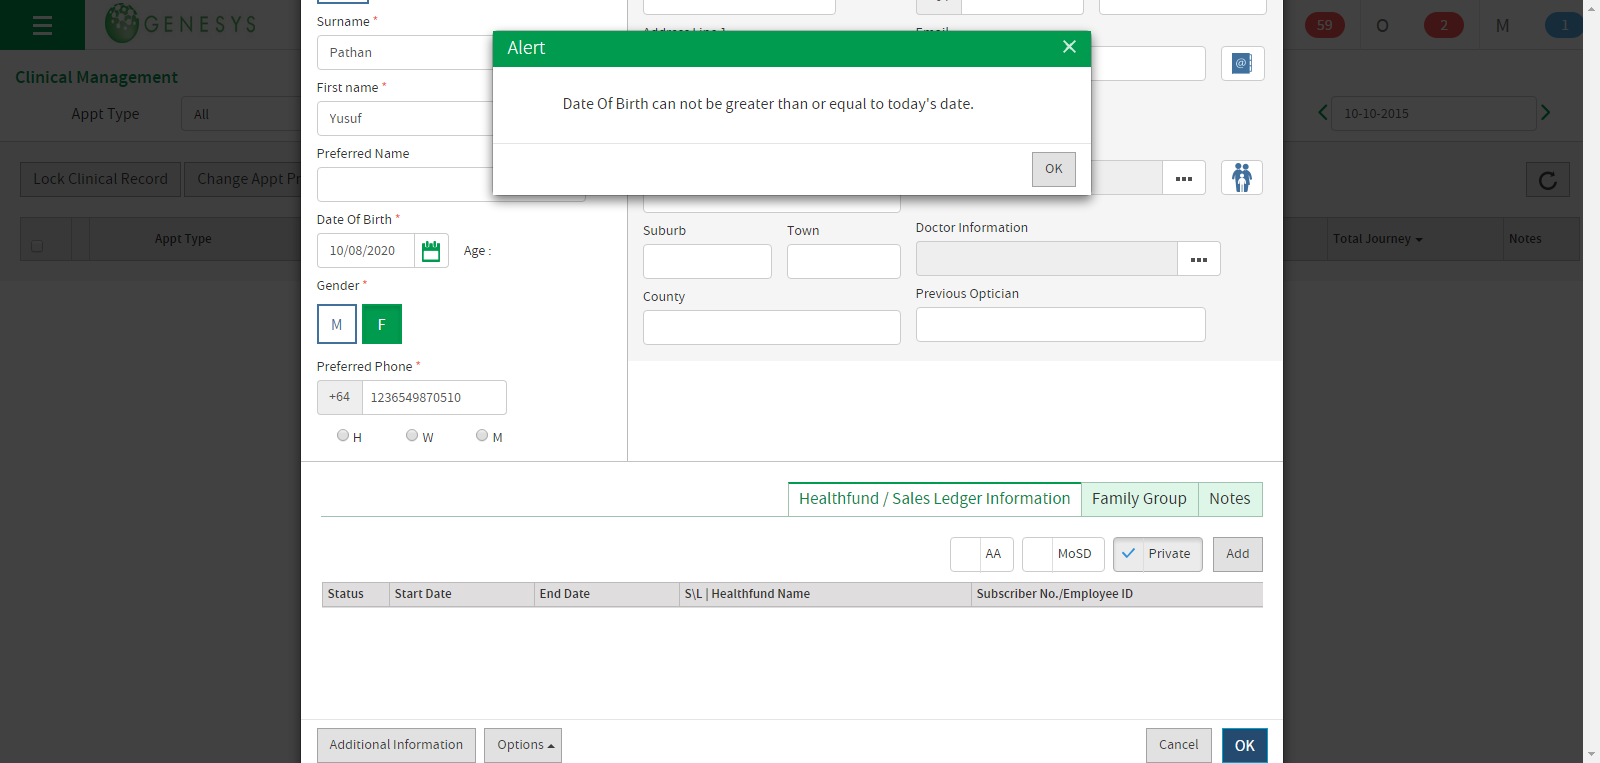 GENESYS
59
O
2
M
1
Clinical Management
Appt Type
All
10-10-2015
Lock Clinical Record
Change Appt Pr
Appt Type
Total Journey
Notes
Surname *
Pathan
First name *
Yusuf
Preferred Name
Date Of Birth *
10/08/2020
Age :
Gender *
M
F
Preferred Phone *
+64
1236549870510
H
W
M
Alert
Date Of Birth can not be greater than or equal to today's date.
OK
Suburb
Town
Doctor Information
County
Previous Optician
Healthfund / Sales Ledger Information
Family Group
Notes
AA
MoSD
Private
Add
Status
Start Date
End Date
S\L | Healthfund Name
Subscriber No./Employee ID
Additional Information
Options
Cancel
OK